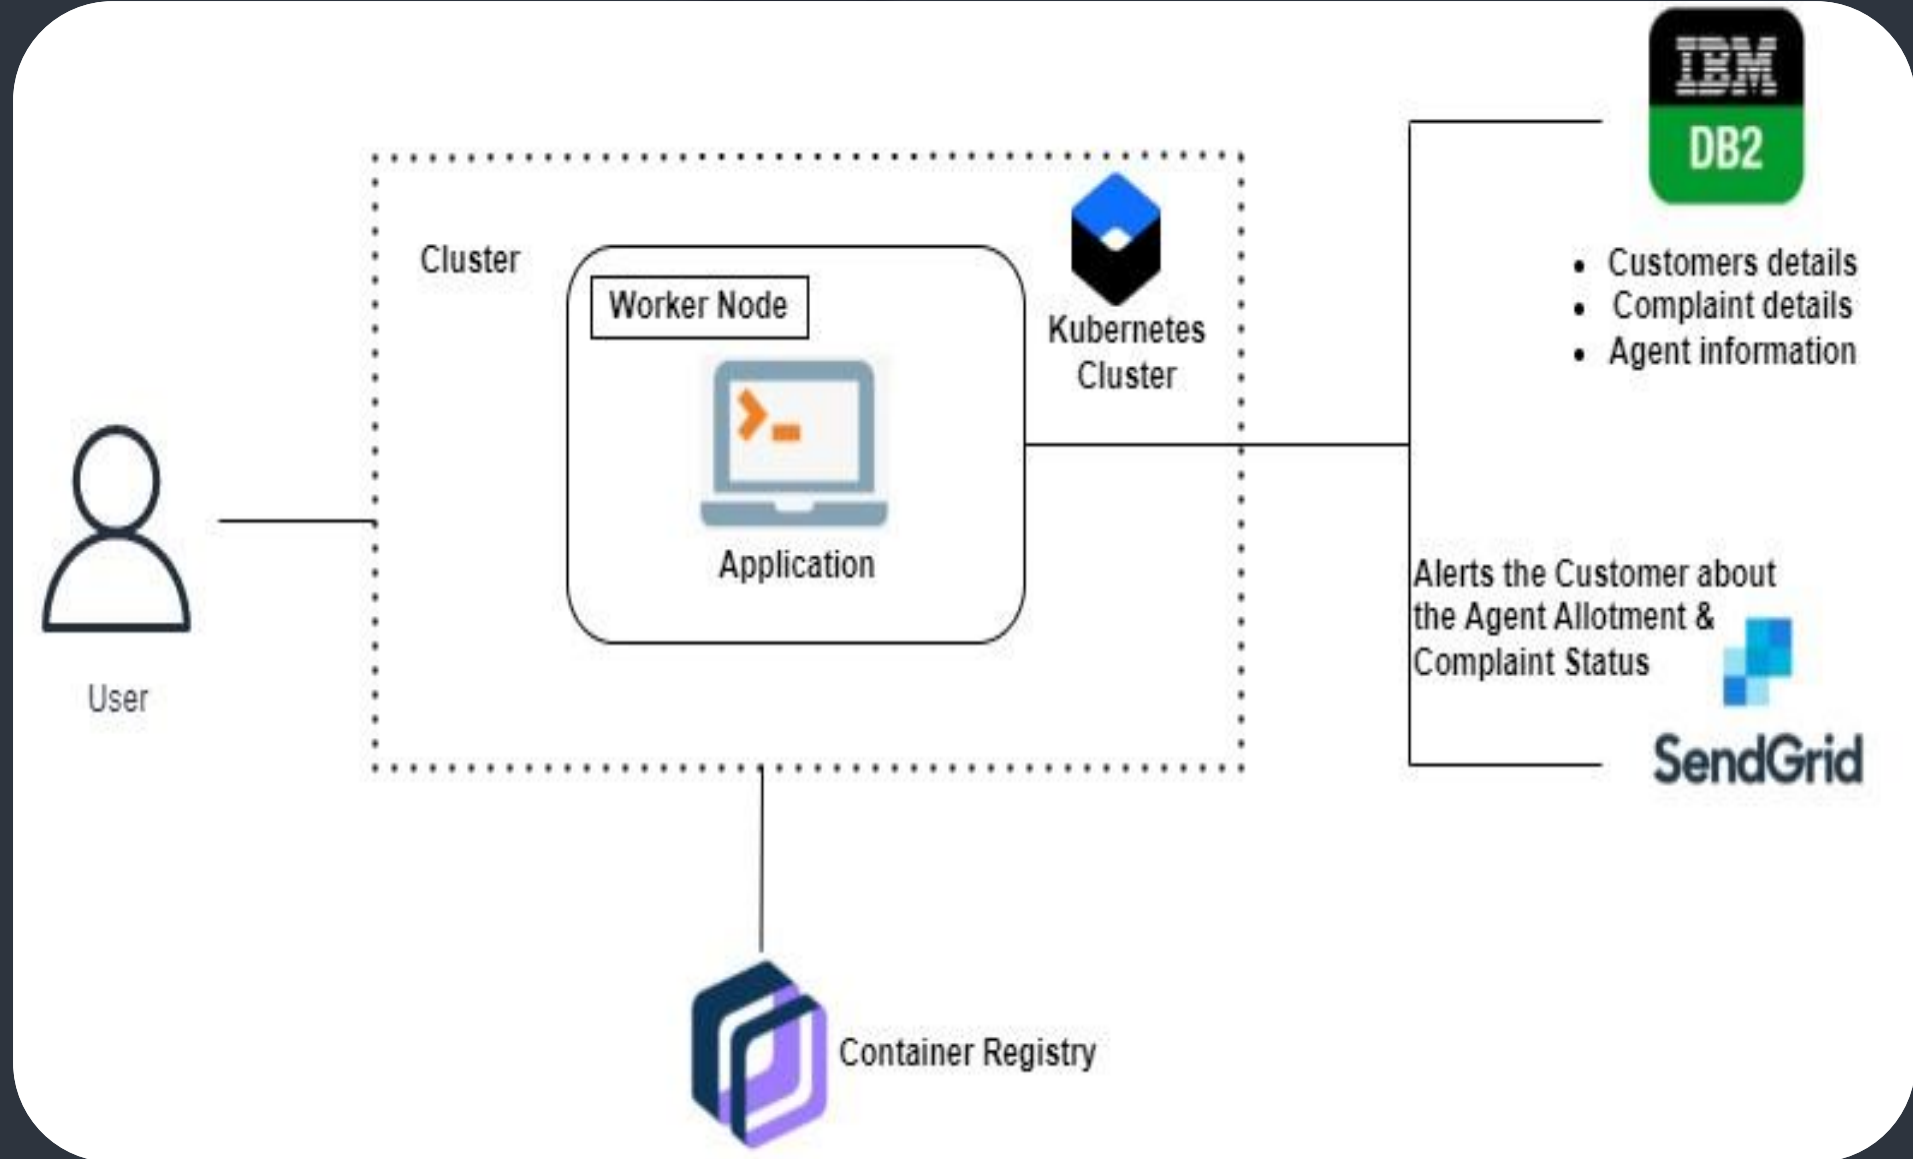 IBM
DB2
• Customers details
• Complaint details
• Agent information
Cluster
Worker Node
Kubernetes
Cluster
Application
User
Alerts the Customer about
the Agent Allotment &
Complaint Status
SendGrid
Container Registry